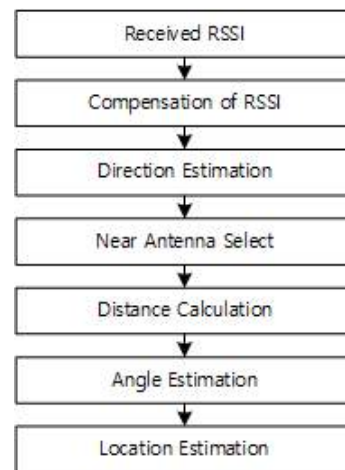 Received RSSI
Compensation of RSSI
Direction Estimation
Near Antenna Select
Distance Calculation
Angle Estimation
Location Estimation